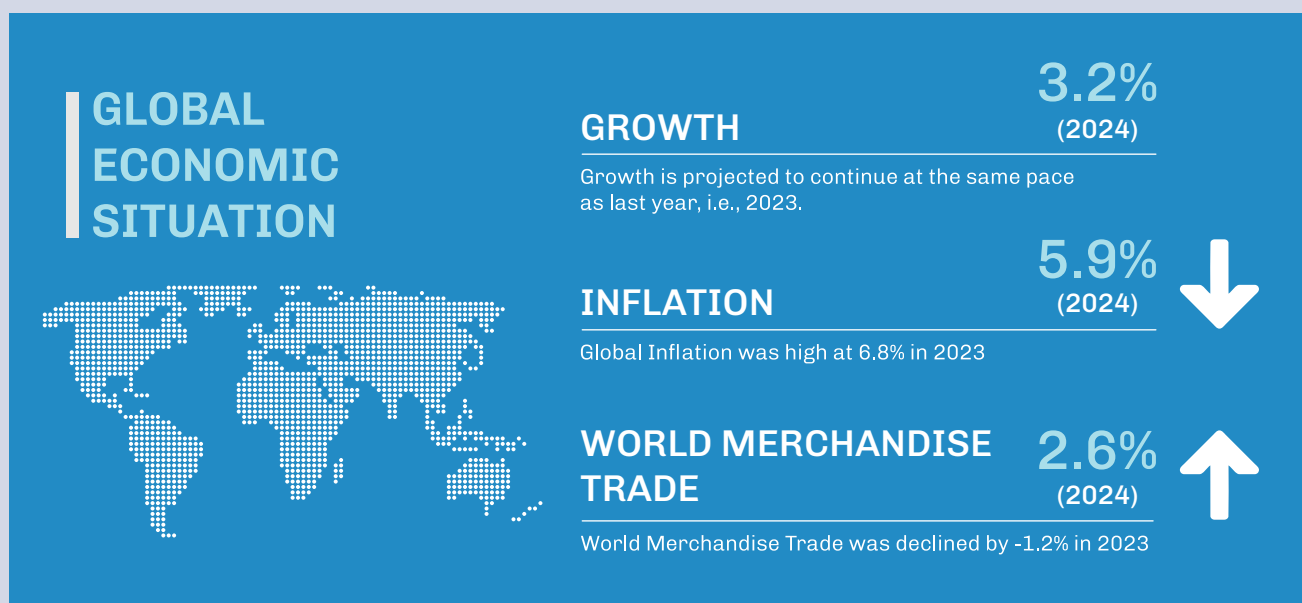 GLOBAL
ECONOMIC
SITUATION
GROWTH
3.2%
(2024)
Growth is projected to continue at the same pace
as last year, i.e., 2023.
INFLATION
5.9%
(2024)
Global Inflation was high at 6.8% in 2023
WORLD MERCHANDISE
TRADE
2.6%
(2024)
World Merchandise Trade was declined by -1.2% in 2023